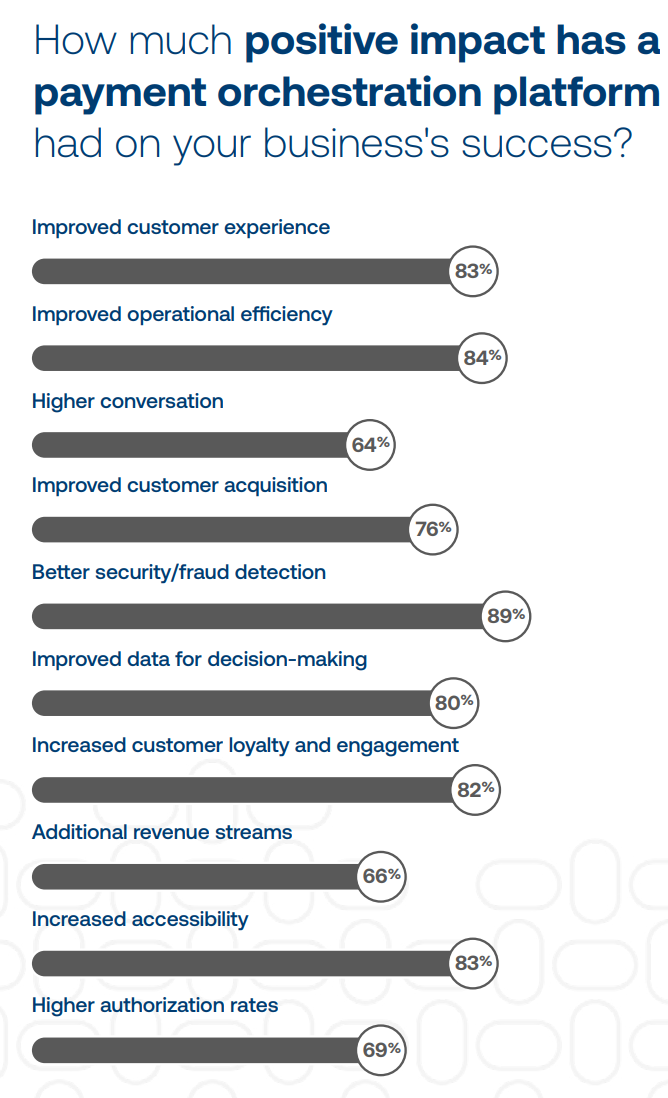 How much positive impact has a
payment orchestration platform
had on your business's success?
Improved customer experience
83%
Improved operational efficiency
84%
Higher conversation
64%
Improved customer acquisition
76%
Better security/fraud detection
89%
Improved data for decision-making
80%
Increased customer loyalty and engagement
82%
Additional revenue streams
66%
Increased accessibility
83%
Higher authorization rates
69%